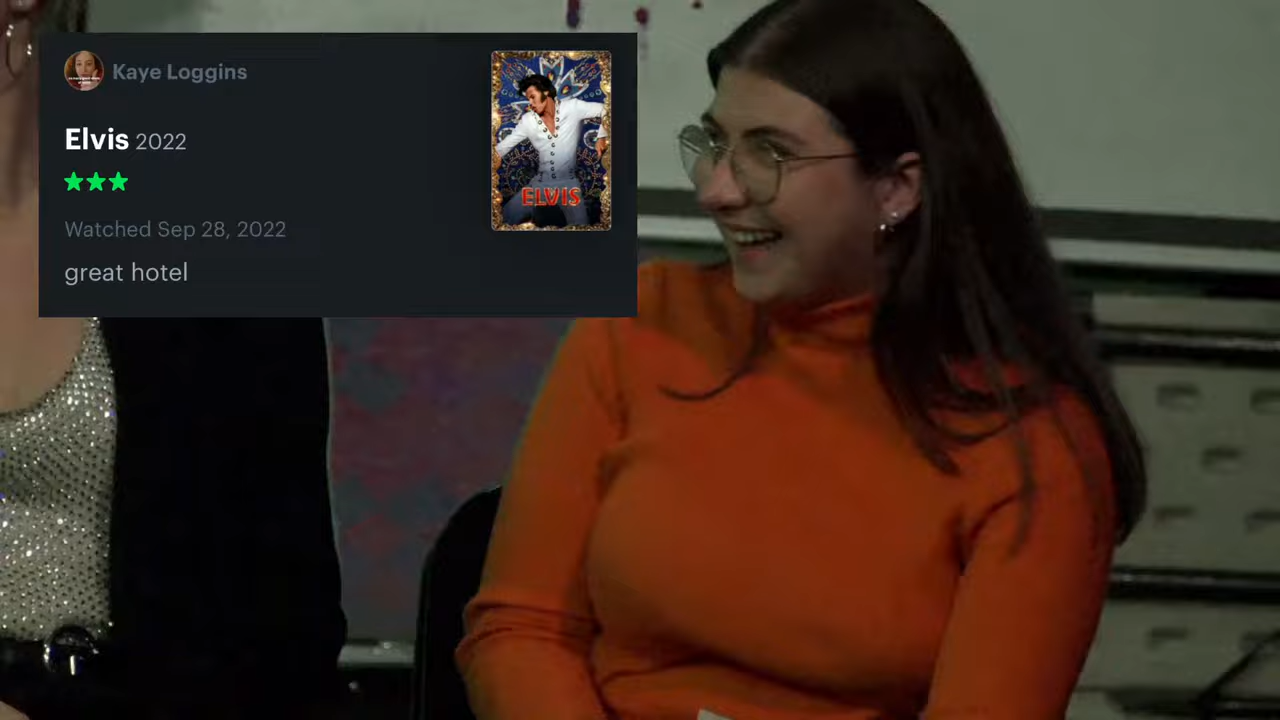 Kaye Loggins
Elvis 2022
★★★
Watched Sep 28, 2022
great hotel
ELVIS